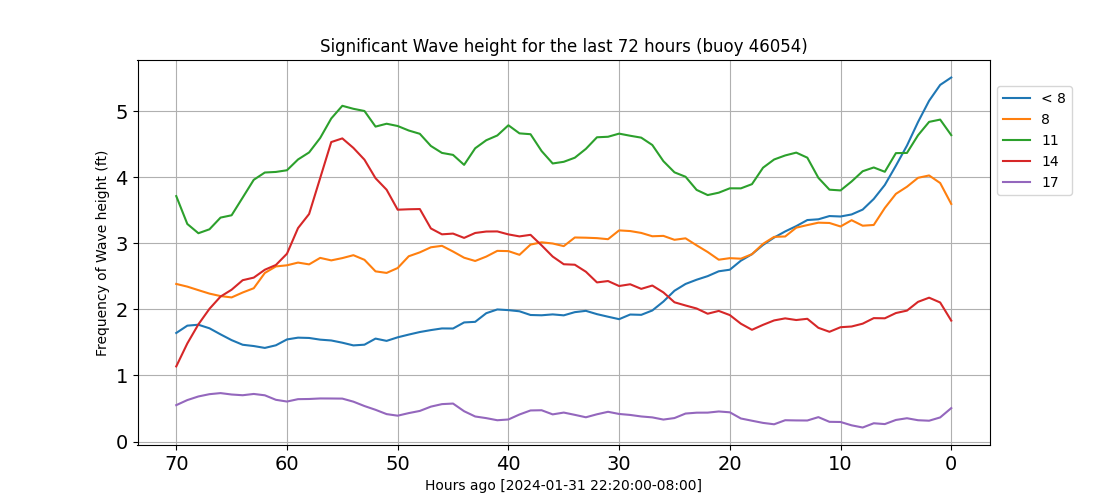 Significant Wave height for the last 72 hours (buoy 46054)
Frequency of Wave height (ft)
5
4
3
2
1
0
70 60 50 40 30 20 10 0
Hours ago [2024-01-31 22:20:00-08:00]
< 8
8
11
14
17